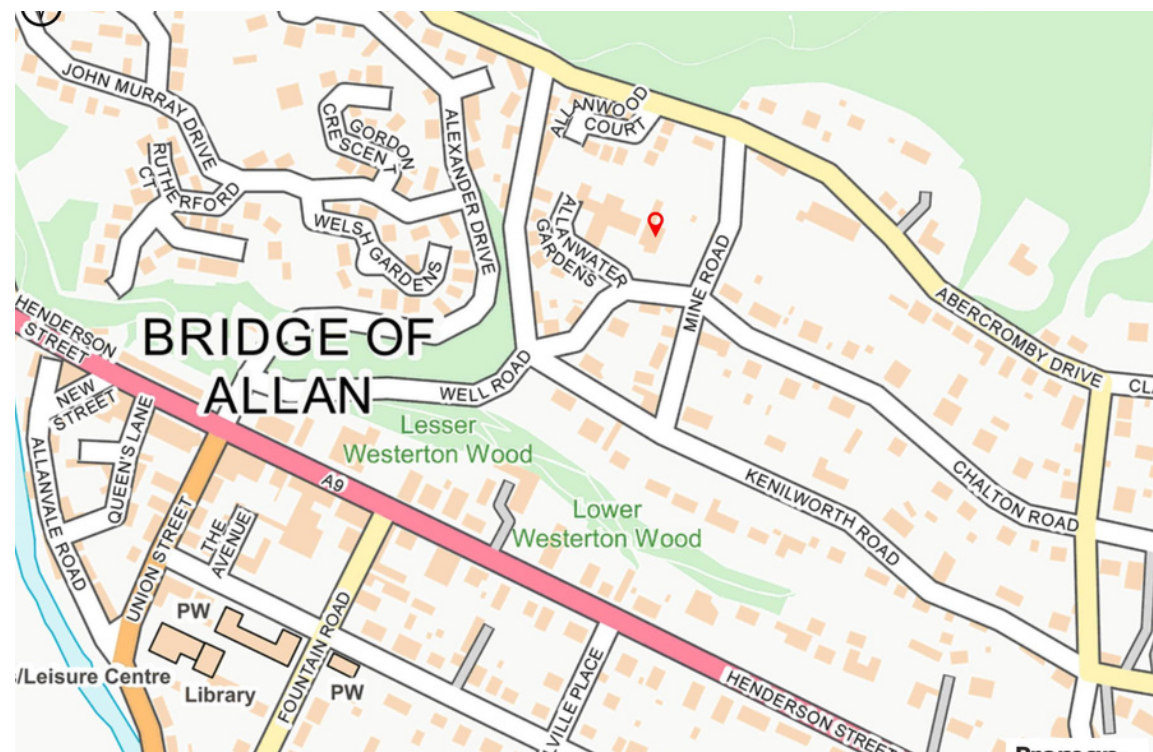 JOHN MURRAY DRIVE
GORDON
CRESCENT
ALEXANDER DRIVE
ALLANWOOD
COURT
RUTHERFORD
CT
WELSH
GARDENS
ALLANWATER
GARDENS
MINE ROAD
ABERCROMBY DRIVE
HENDERSON
STREET
BRIDGE OF
ALLAN
NEW
STREET
QUEEN'S LANE
WELL ROAD
Lesser
Westerton Wood
ALLANVALE ROAD
A9
KENILWORTH ROAD
CHALTON ROAD
Lower
Westerton Wood
UNION STREET
THE
AVENUE
PW
FOUNTAIN ROAD
s/Leisure Centre
Library
PW
VILLE PLACE
HENDERSON STREET